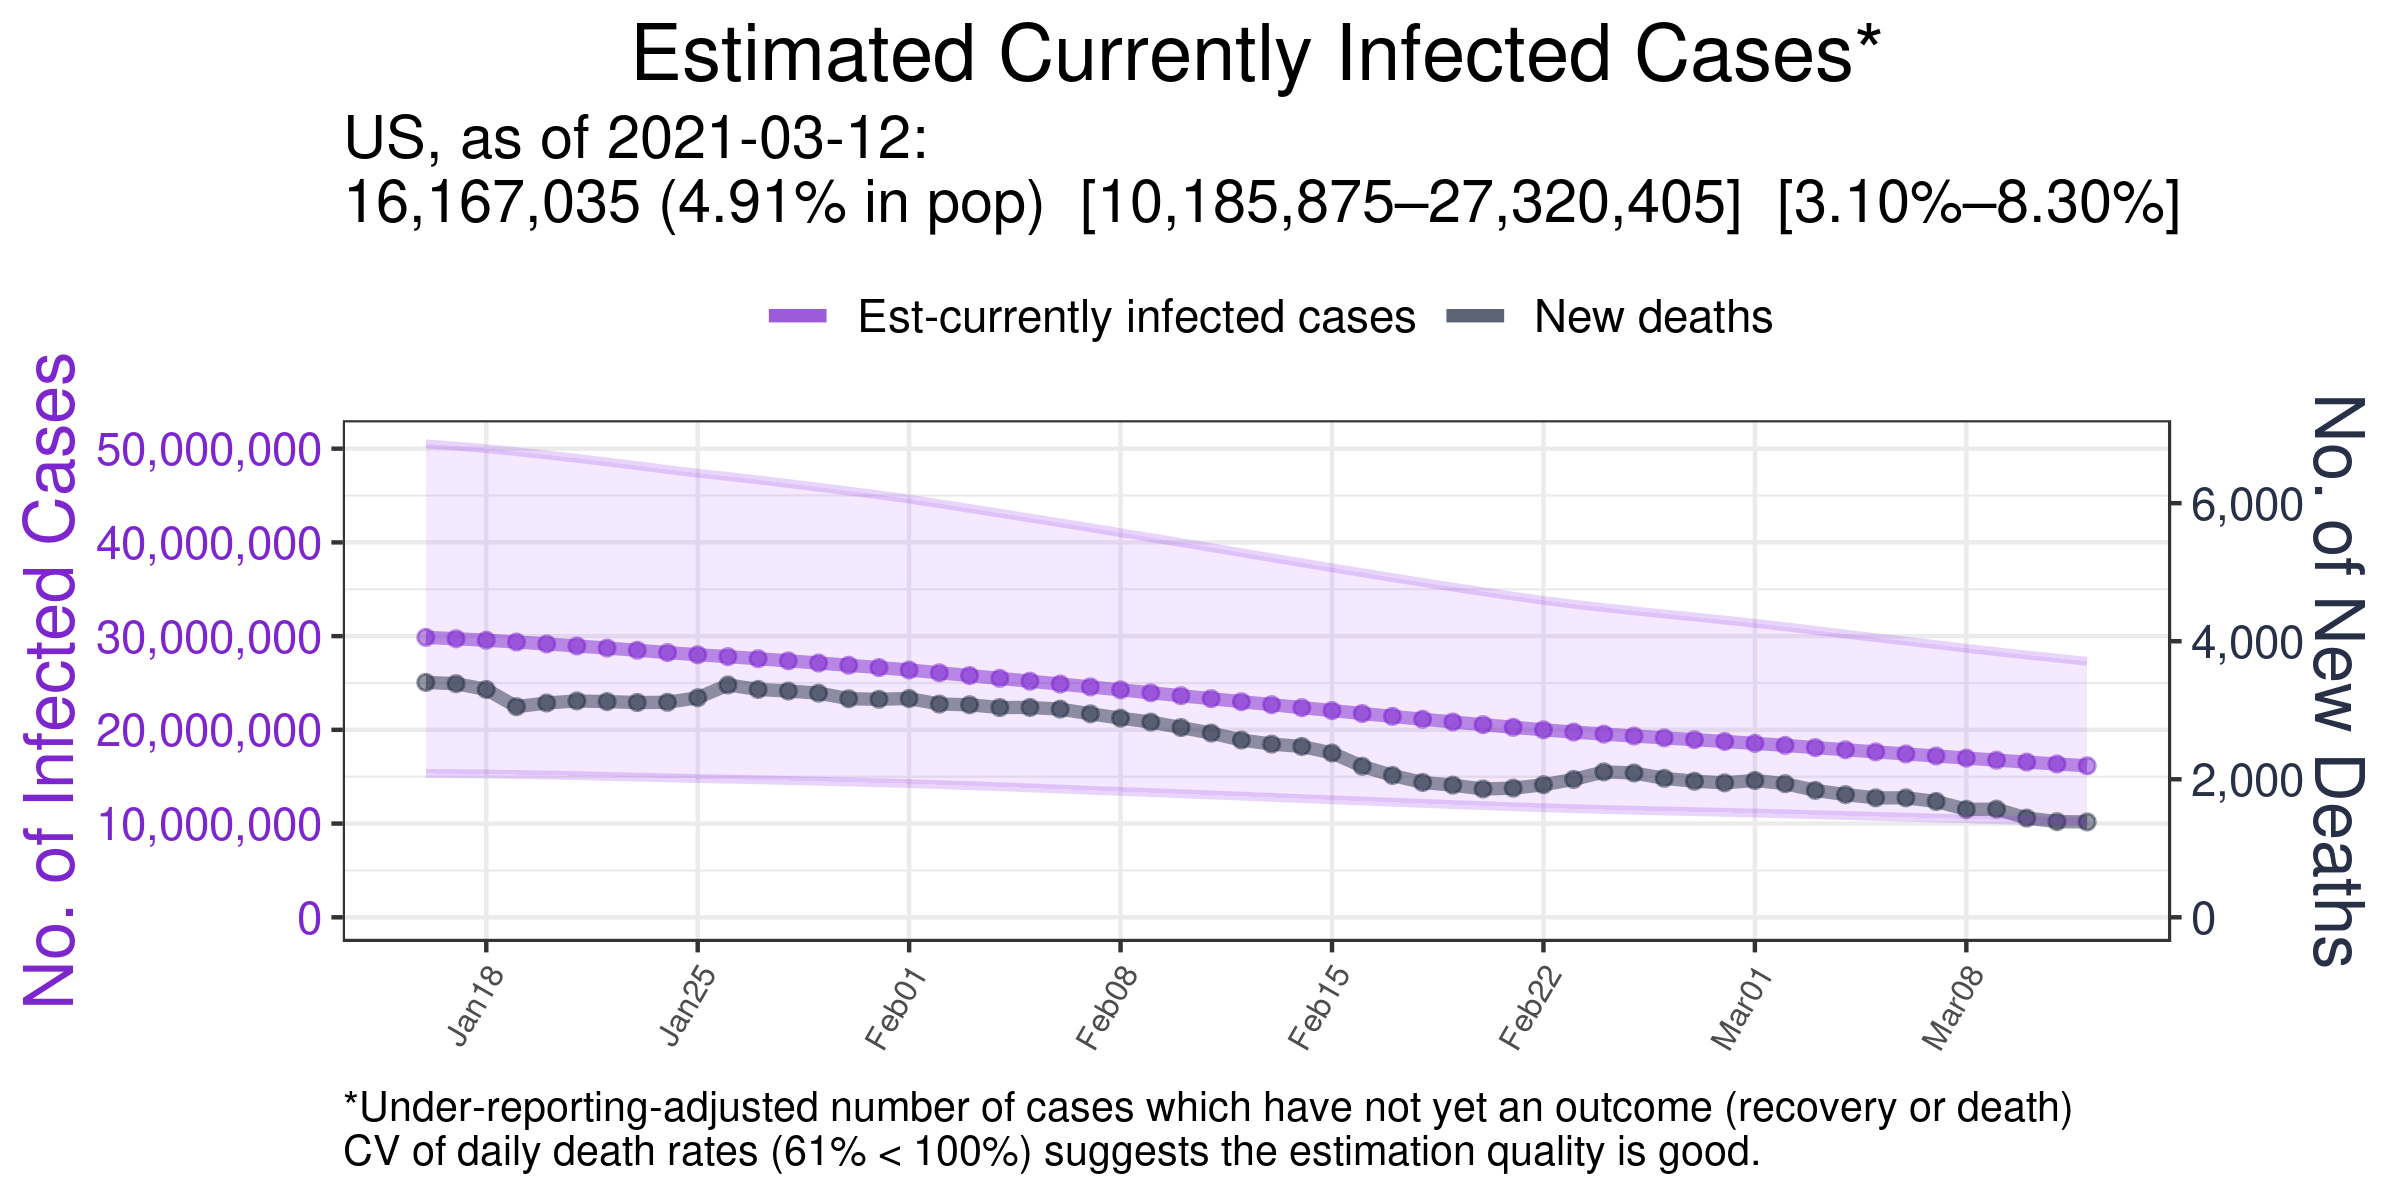 Estimated Currently Infected Cases*
US, as of 2021-03-12:
16,167,035 (4.91% in pop)  [10,185,875–27,320,405]  [3.10%–8.30%]
Est-currently infected cases
New deaths
No. of Infected Cases
50,000,000
40,000,000
30,000,000
20,000,000
10,000,000
0
6,000
4,000
2,000
0
No. of New Deaths
Jan18
Jan25
Feb01
Feb08
Feb15
Feb22
Mar01
Mar08
*Under-reporting-adjusted number of cases which have not yet an outcome (recovery or death)
CV of daily death rates (61% < 100%) suggests the estimation quality is good.